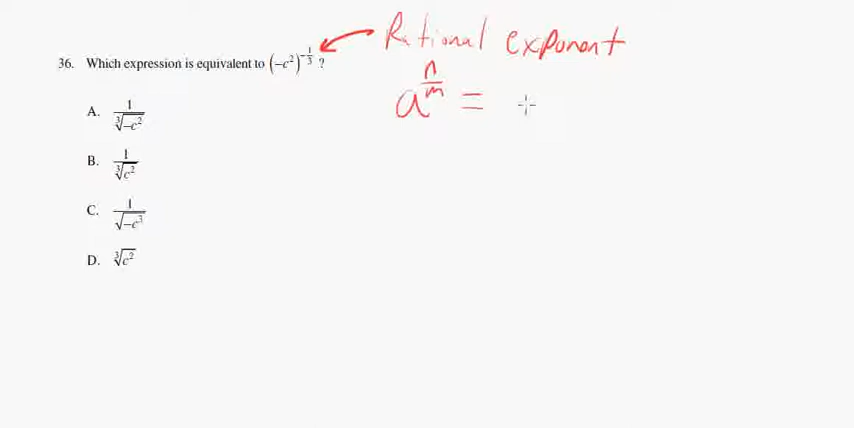 Rational exponent
36. Which expression is equivalent to (−c²)^(−1/3) ?
a^(n/m) =
A. 1/∛(−c²)
B. 1/∛(c²)
C. 1/√(−c³)
D. ∛(c²)